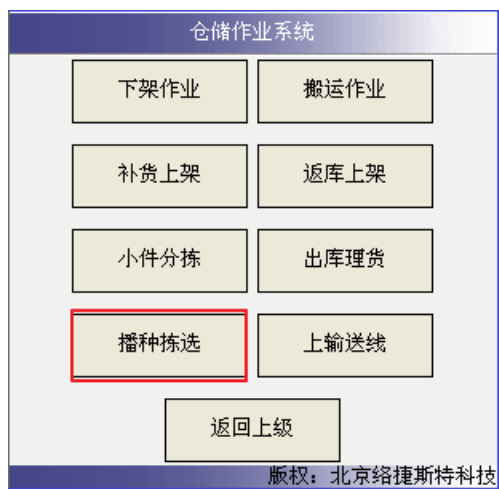 仓储作业系统
下架作业
搬运作业
补货上架
返库上架
小件分拣
出库理货
播种拣选
上输送线
返回上级
版权：北京络捷斯特科技